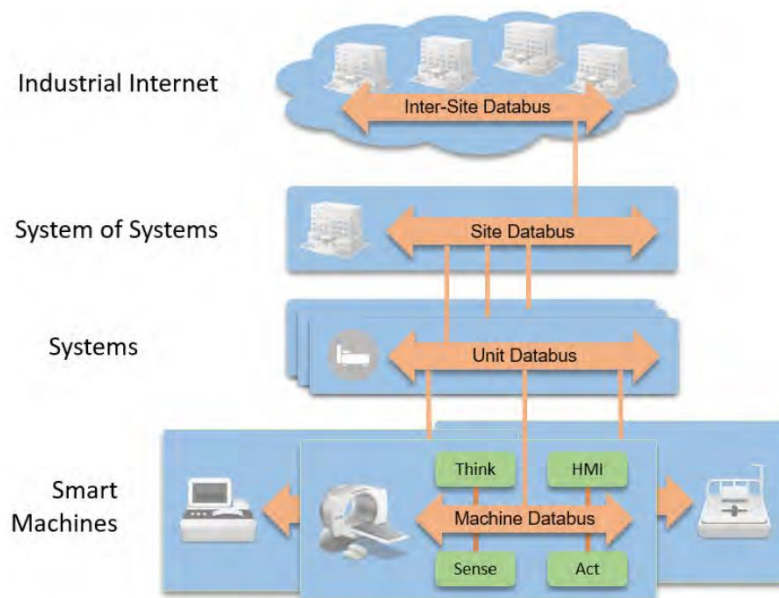 Industrial Internet
Inter-Site Databus
System of Systems
Site Databus
Systems
Unit Databus
Smart
Machines
Think
HMI
Machine Databus
Sense
Act